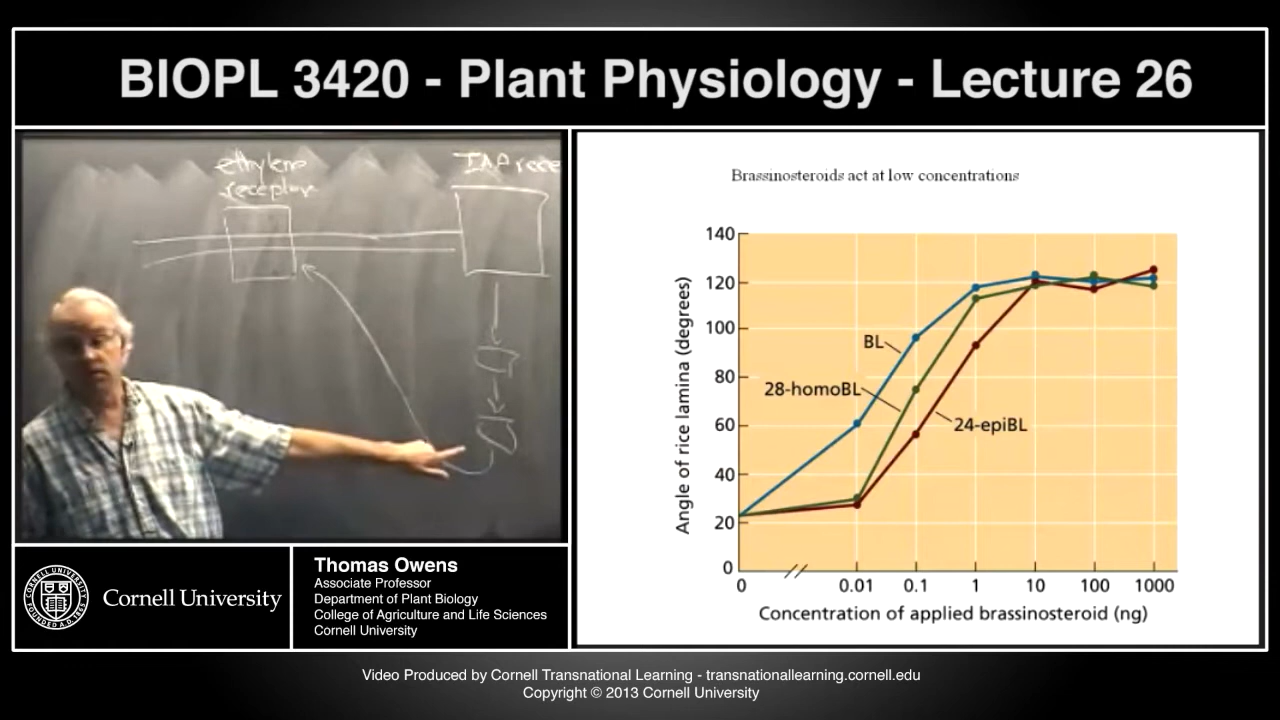 BIOPL 3420 - Plant Physiology - Lecture 26
ethylene
receptor
Brassinosteroids act at low concentrations
140
120
100
80
60
40
20
0
Angle of rice lamina (degrees)
BL
28-homoBL
24-epiBL
0 0.01 0.1 1 10 100 1000
Concentration of applied brassinosteroid (ng)
Cornell University
Thomas Owens
Associate Professor
Department of Plant Biology
College of Agriculture and Life Sciences
Cornell University
Video Produced by Cornell Transnational Learning - transnationallearning.cornell.edu
Copyright © 2013 Cornell University